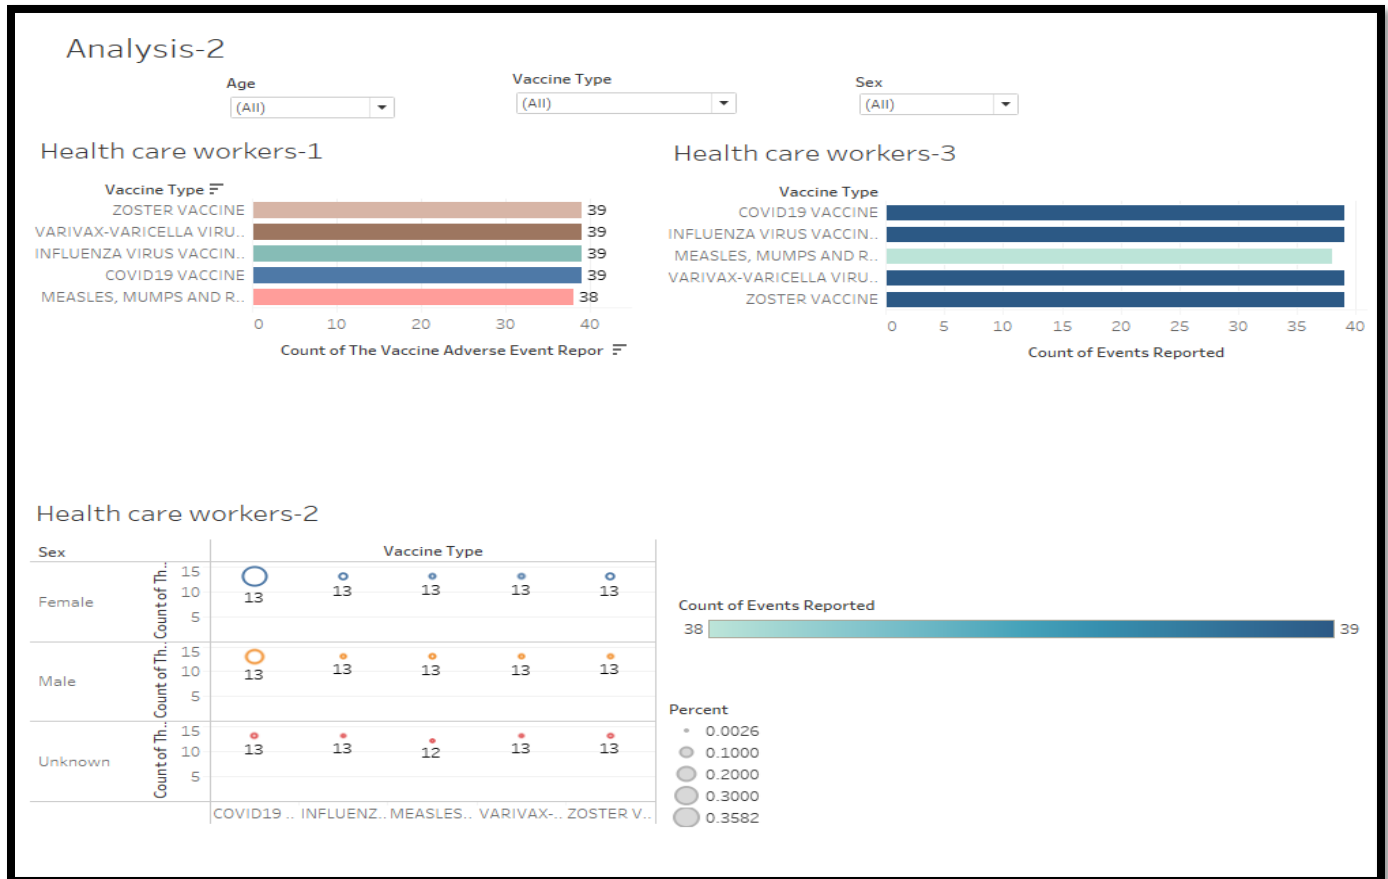 Analysis-2
Age
(All)
Vaccine Type
(All)
Sex
(All)
Health care workers-1
Vaccine Type
ZOSTER VACCINE 39
VARIVAX-VARICELLA VIRU.. 39
INFLUENZA VIRUS VACCIN.. 39
COVID19 VACCINE 39
MEASLES, MUMPS AND R.. 38
0 10 20 30 40
Count of The Vaccine Adverse Event Repor
Health care workers-3
Vaccine Type
COVID19 VACCINE
INFLUENZA VIRUS VACCIN..
MEASLES, MUMPS AND R..
VARIVAX-VARICELLA VIRU..
ZOSTER VACCINE
0 5 10 15 20 25 30 35 40
Count of Events Reported
Health care workers-2
Sex
Vaccine Type
Female
Count of Th..
15
10
5
13 13 13 13 13
Male
Count of Th..
15
10
5
13 13 13 13 13
Unknown
Count of Th..
15
10
5
13 13 12 13 13
COVID19 .. INFLUENZ.. MEASLES.. VARIVAX-.. ZOSTER V..
Count of Events Reported
38 39
Percent
0.0026
0.1000
0.2000
0.3000
0.3582